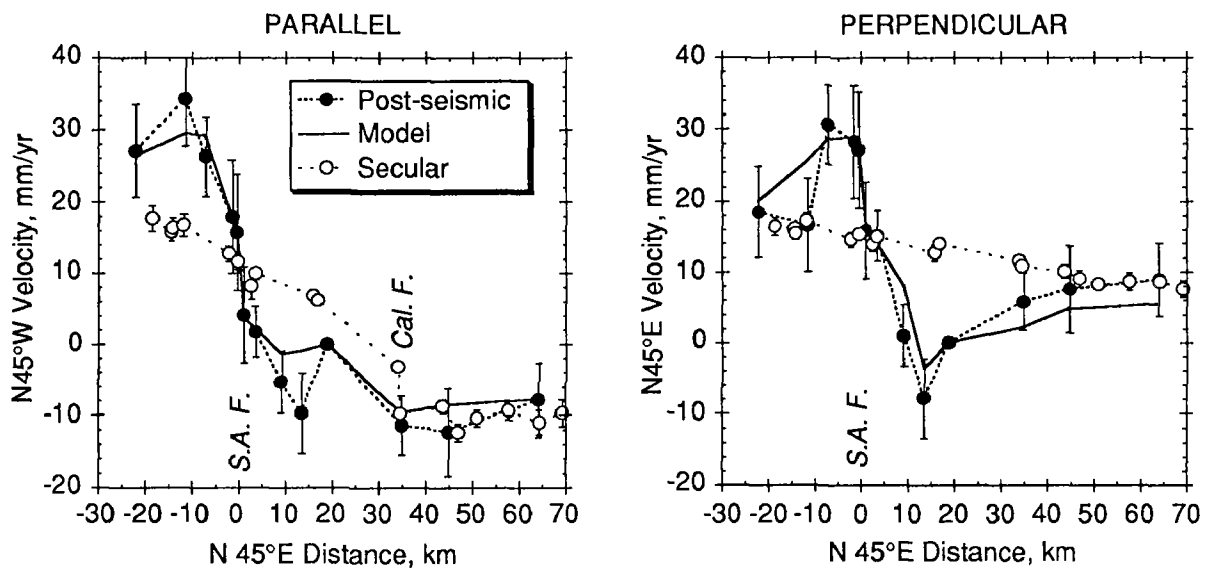 PARALLEL
40
30
20
10
0
-10
-20
N45°W Velocity, mm/yr
Post-seismic
Model
Secular
S.A. F.
Cal. F.
-30 -20 -10 0 10 20 30 40 50 60 70
N 45°E Distance, km
PERPENDICULAR
40
30
20
10
0
-10
-20
N45°E Velocity, mm/yr
S.A. F.
-30 -20 -10 0 10 20 30 40 50 60 70
N 45°E Distance, km